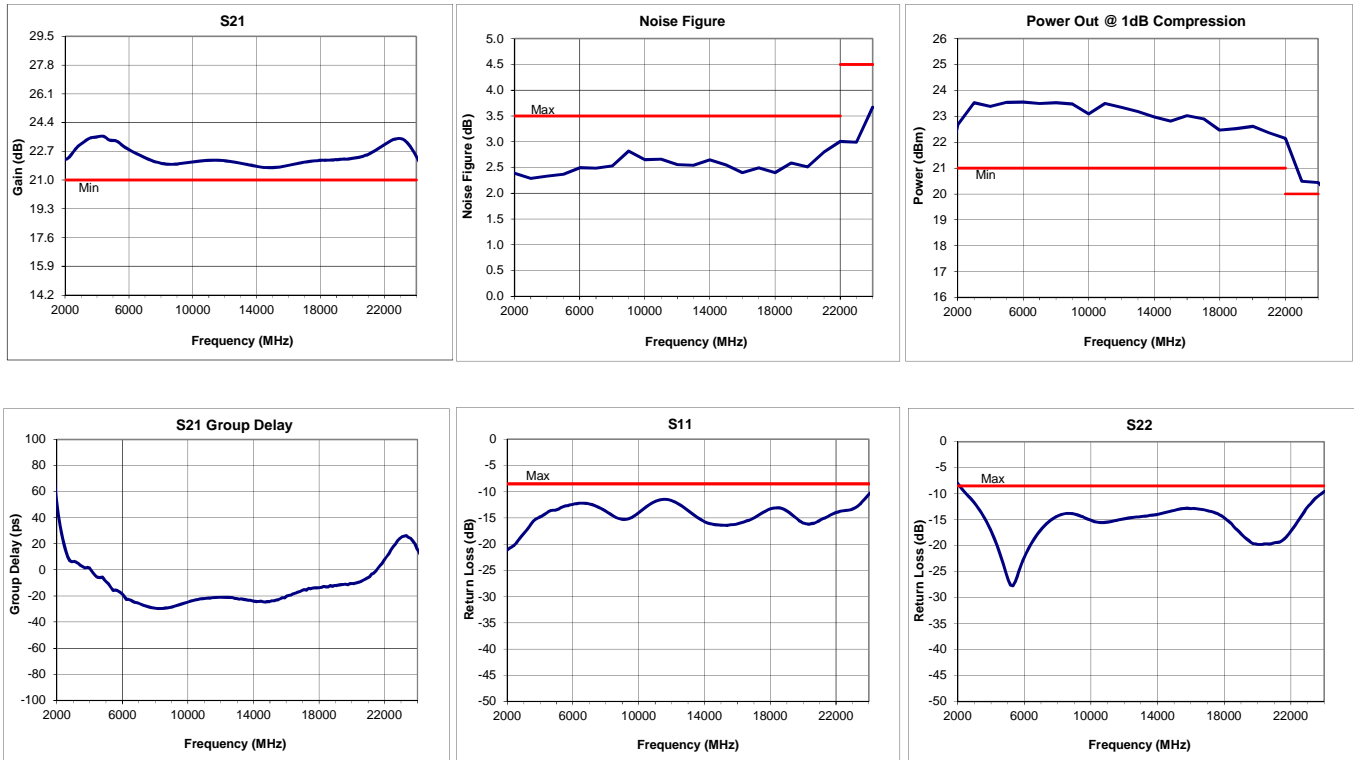 S21
29.5
27.8
26.1
24.4
22.7
21.0
19.3
17.6
15.9
14.2
Gain (dB)
Min
2000 6000 10000 14000 18000 22000
Frequency (MHz)
Noise Figure
5.0
4.5
4.0
3.5
3.0
2.5
2.0
1.5
1.0
0.5
0.0
Noise Figure (dB)
Max
2000 6000 10000 14000 18000 22000
Frequency (MHz)
Power Out @ 1dB Compression
26
25
24
23
22
21
20
19
18
17
16
Power (dBm)
Min
2000 6000 10000 14000 18000 22000
Frequency (MHz)
S21 Group Delay
100
80
60
40
20
0
-20
-40
-60
-80
-100
Group Delay (ps)
2000 6000 10000 14000 18000 22000
Frequency (MHz)
S11
0
-5
-10
-15
-20
-25
-30
-35
-40
-45
-50
Return Loss (dB)
Max
2000 6000 10000 14000 18000 22000
Frequency (MHz)
S22
0
-5
-10
-15
-20
-25
-30
-35
-40
-45
-50
Return Loss (dB)
Max
2000 6000 10000 14000 18000 22000
Frequency (MHz)